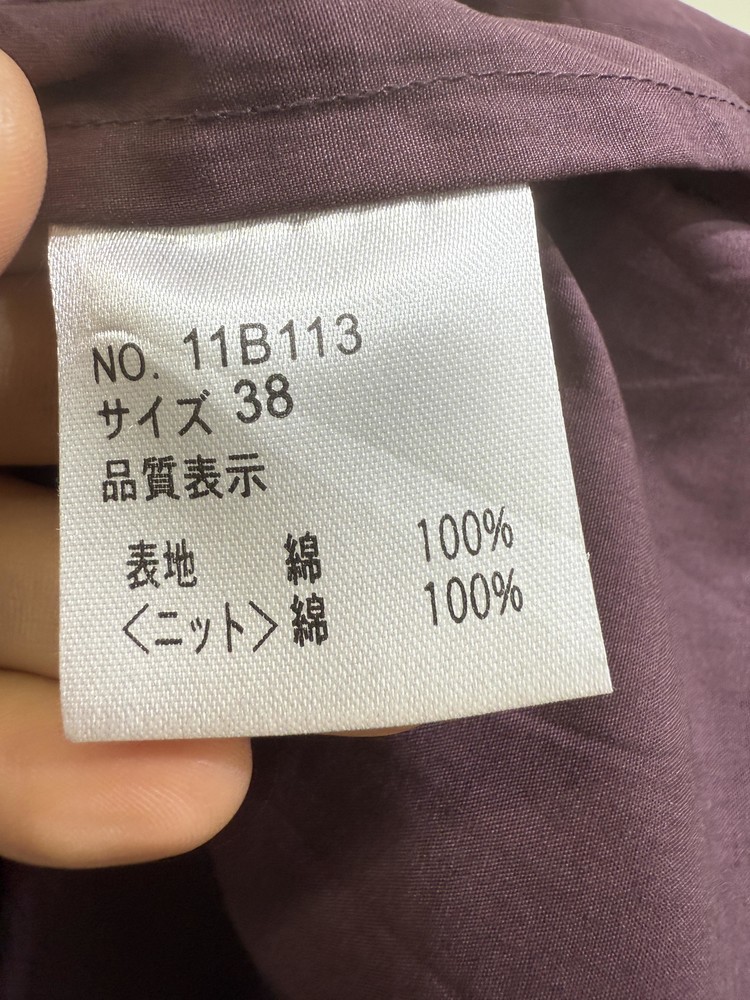 NO. 11B113
サイズ 38
品質表示
表地 綿 100%
〈ニット〉綿 100%